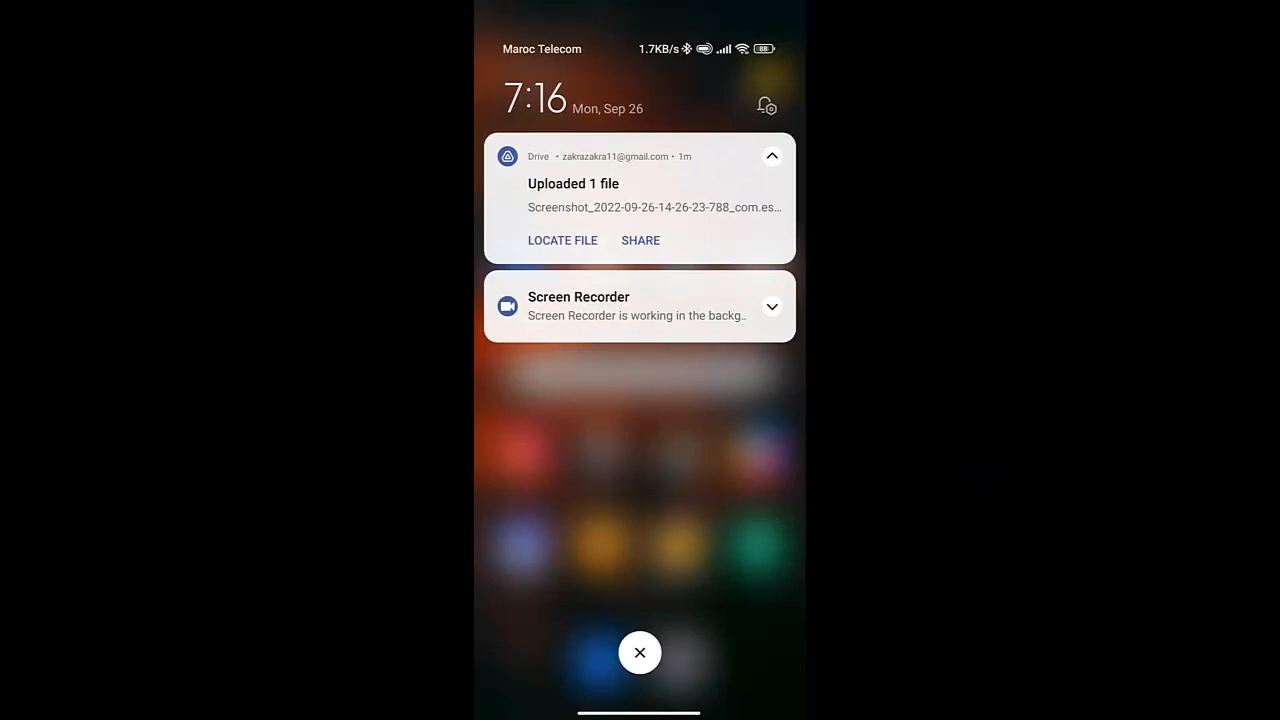 Maroc Telecom 1.7KB/s 88
7:16 Mon, Sep 26
Drive • zakrazakra11@gmail.com • 1m
Uploaded 1 file
Screenshot_2022-09-26-14-26-23-788_com.es...
LOCATE FILE SHARE
Screen Recorder
Screen Recorder is working in the backg..